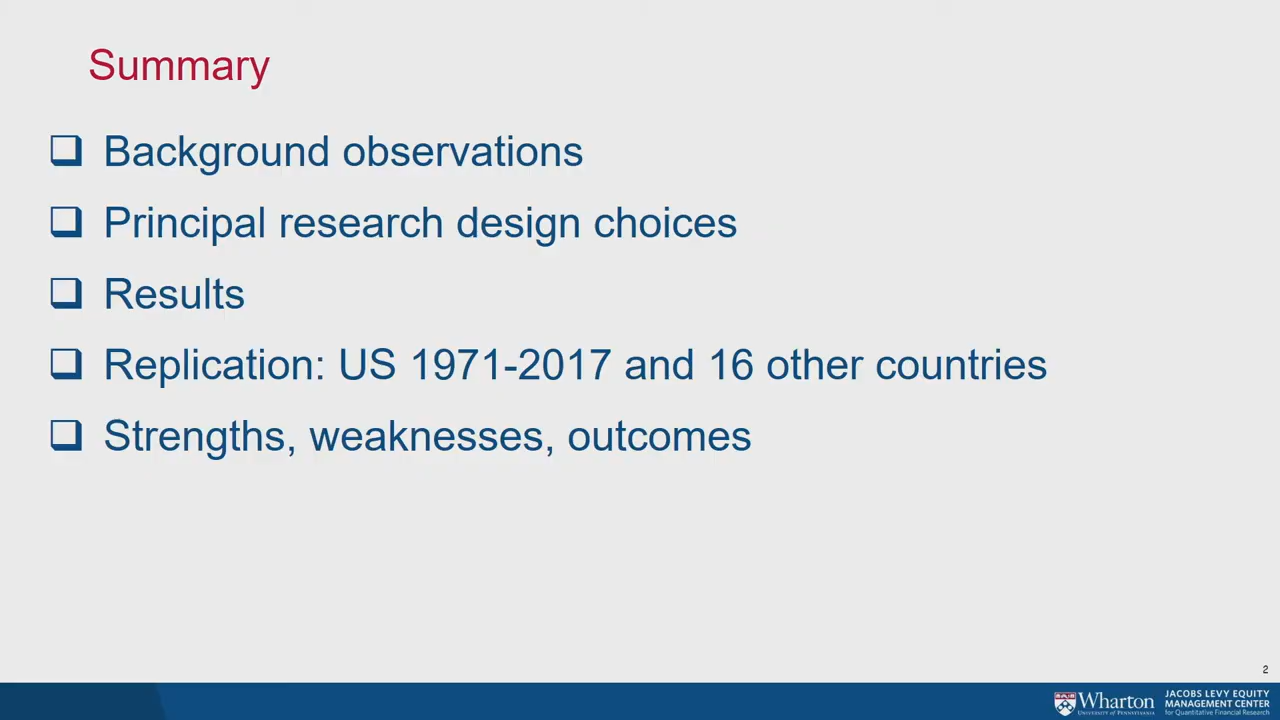 Summary
Background observations
Principal research design choices
Results
Replication: US 1971-2017 and 16 other countries
Strengths, weaknesses, outcomes
2
Wharton
UNIVERSITY of PENNSYLVANIA
JACOBS LEVY EQUITY
MANAGEMENT CENTER
for Quantitative Financial Research